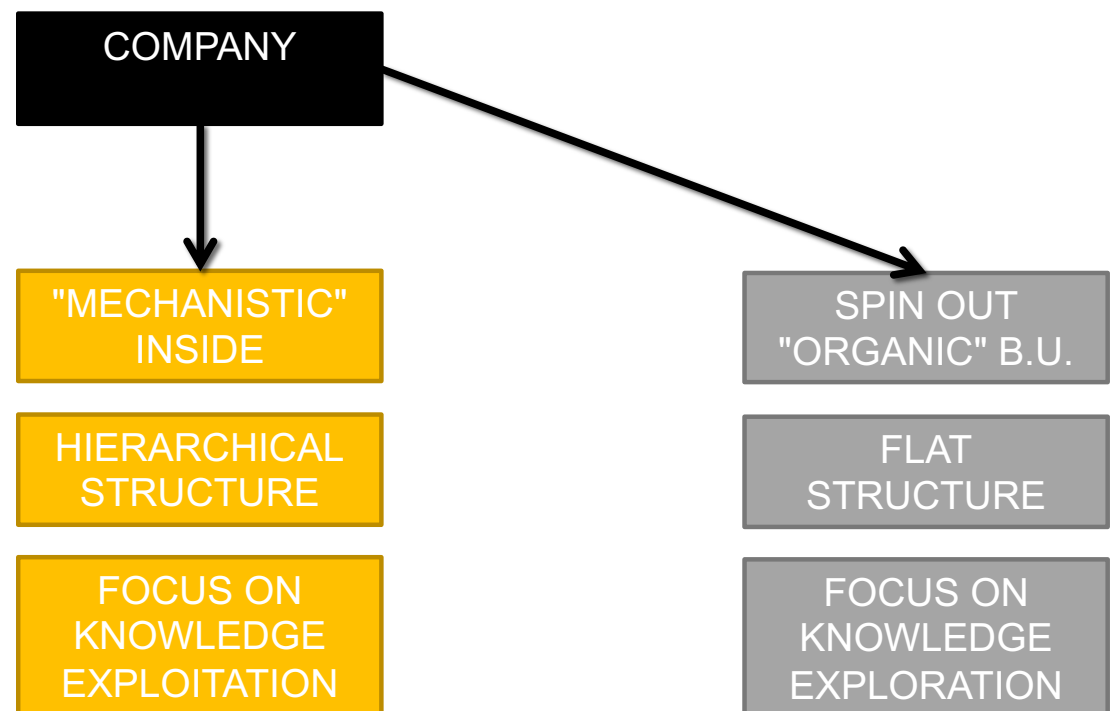 COMPANY
"MECHANISTIC"
INSIDE
HIERARCHICAL
STRUCTURE
FOCUS ON
KNOWLEDGE
EXPLOITATION
SPIN OUT
"ORGANIC" B.U.
FLAT
STRUCTURE
FOCUS ON
KNOWLEDGE
EXPLORATION